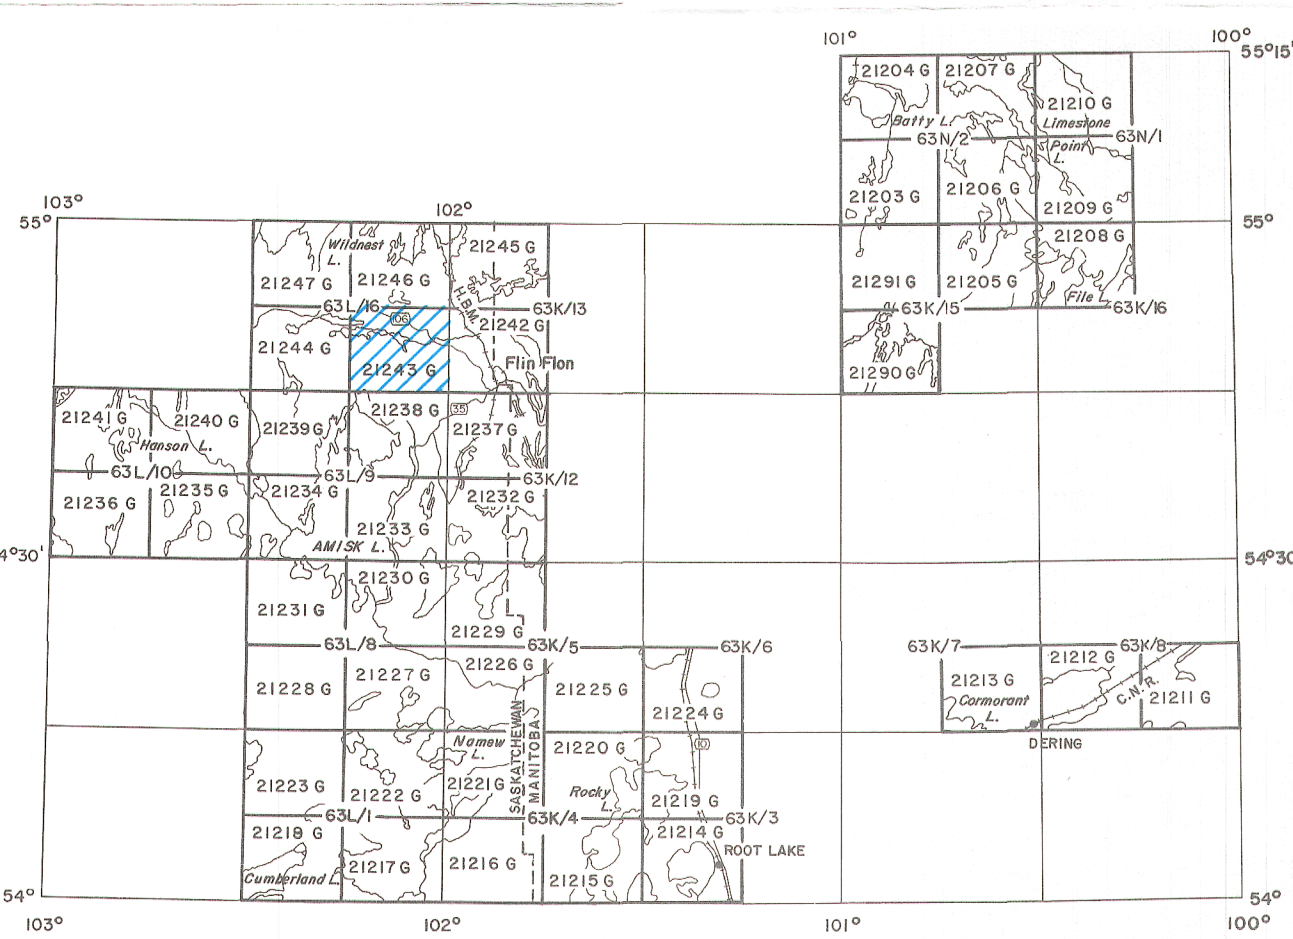 101°
100°
55°15'
21204 G
21207 G
21210 G
Batty L.
Limestone
63N/2
63N/1
Point
L.
21203 G
21206 G
21209 G
103°
102°
55°
55°
Wildnest
L.
21245 G
21208 G
21247 G
21246 G
21291 G
21205 G
File L.
H.B.M.
63L/16
63K/13
63K/15
63K/16
106
21242 G
21244 G
21243 G
Flin Flon
21290 G
21241 G
21240 G
21239 G
21238 G
35
21237 G
Hanson L.
63L/10
63L/9
63K/12
21236 G
21235 G
21234 G
21232 G
21233 G
AMISK L.
4°30'
54°30
21230 G
21231 G
21229 G
63L/8
63K/5
63K/6
63K/7
63K/8
21226 G
21212 G
21228 G
21227 G
21225 G
21213 G
21211 G
Cormorant
L.
C.N.R.
21224 G
DERING
SASKATCHEWAN
MANITOBA
Namew
L.
21220 G
10
21223 G
21222 G
21221 G
Rocky
L.
21219 G
63L/1
63K/4
63K/3
21218 G
21214 G
ROOT LAKE
21217 G
21216 G
Cumberland L.
21215 G
54°
54°
103°
102°
101°
100°